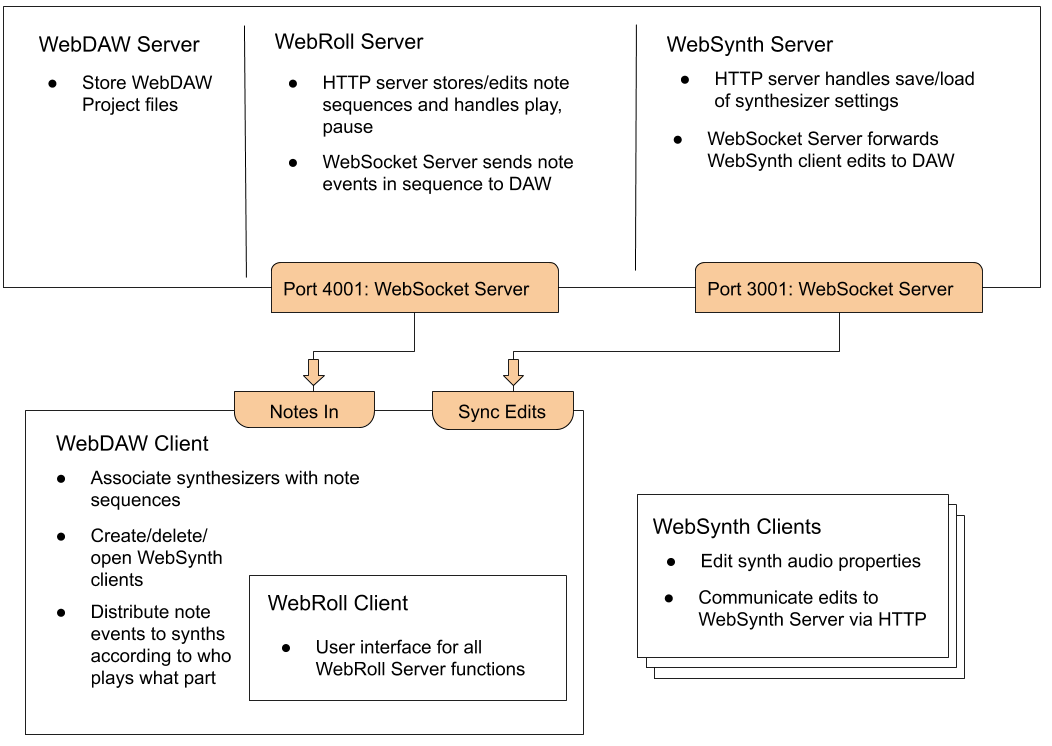 WebDAW Server
● Store WebDAW
Project files
WebRoll Server
● HTTP server stores/edits note
sequences and handles play,
pause
● WebSocket Server sends note
events in sequence to DAW
WebSynth Server
● HTTP server handles save/load
of synthesizer settings
● WebSocket Server forwards
WebSynth client edits to DAW
Port 4001: WebSocket Server
Port 3001: WebSocket Server
Notes In
Sync Edits
WebDAW Client
● Associate synthesizers with note
sequences
● Create/delete/
open WebSynth
clients
● Distribute note
events to synths
according to who
plays what part
WebRoll Client
● User interface for all
WebRoll Server functions
WebSynth Clients
● Edit synth audio properties
● Communicate edits to
WebSynth Server via HTTP